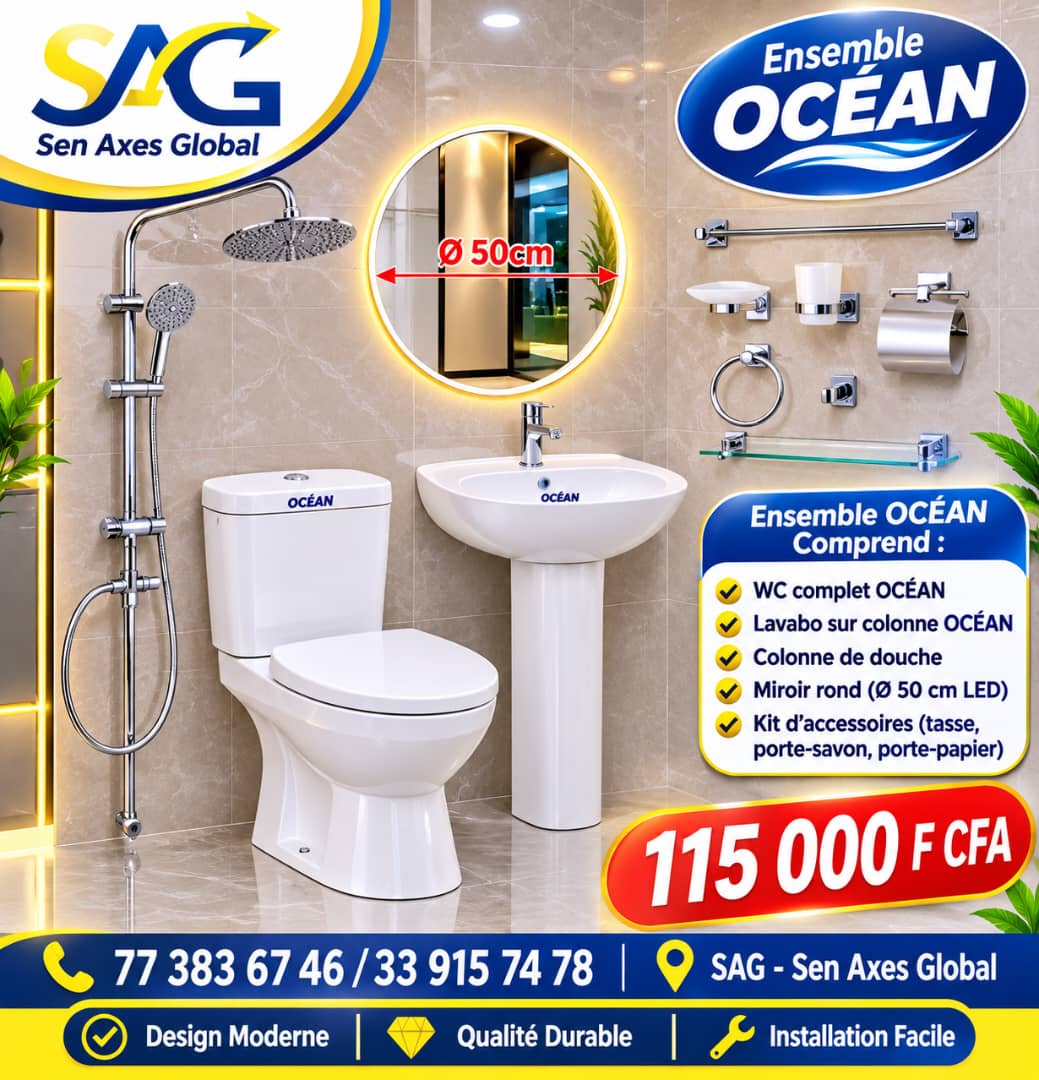 SAG
Sen Axes Global
Ensemble
OCÉAN
Ø 50cm
OCÉAN
OCÉAN
Ensemble OCÉAN
Comprend :
WC complet OCÉAN
Lavabo sur colonne OCÉAN
Colonne de douche
Miroir rond (Ø 50 cm LED)
Kit d'accessoires (tasse,
porte-savon, porte-papier)
115 000 F CFA
77 383 67 46 / 33 915 74 78
SAG - Sen Axes Global
Design Moderne
Qualité Durable
Installation Facile